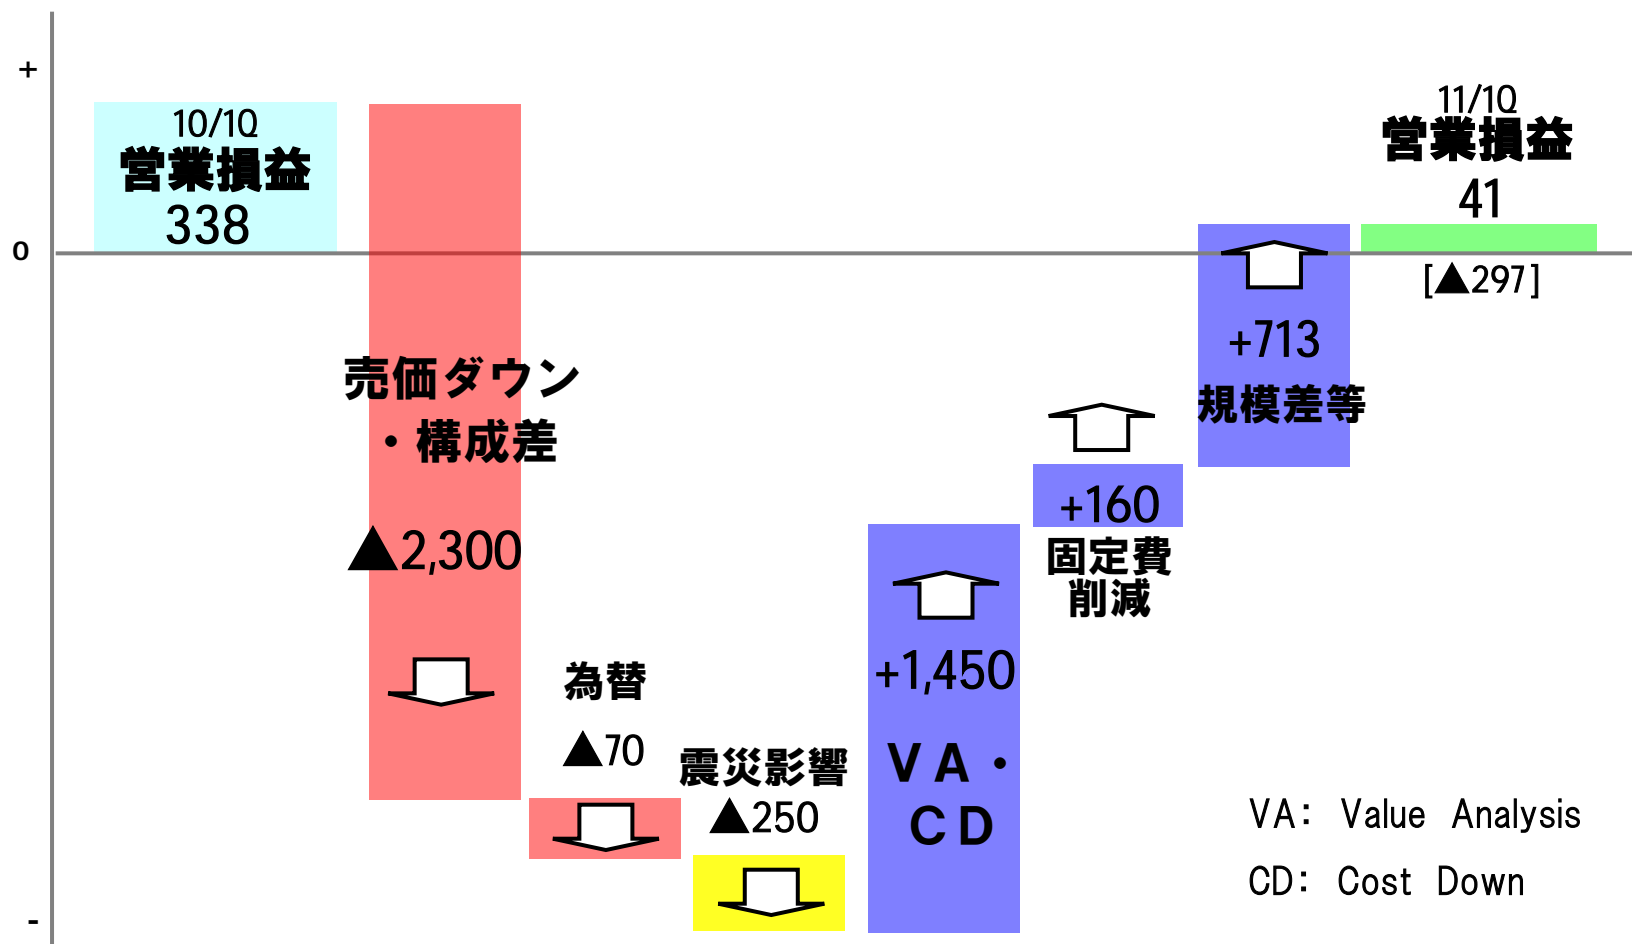 +
10/1Q
営業損益
338
0
売価ダウン
・構成差
▲2,300
為替
▲70
震災影響
▲250
+1,450
ＶＡ・
ＣＤ
+160
固定費
削減
+713
規模差等
11/1Q
営業損益
41
[▲297]
VA: Value Analysis
CD: Cost Down
-